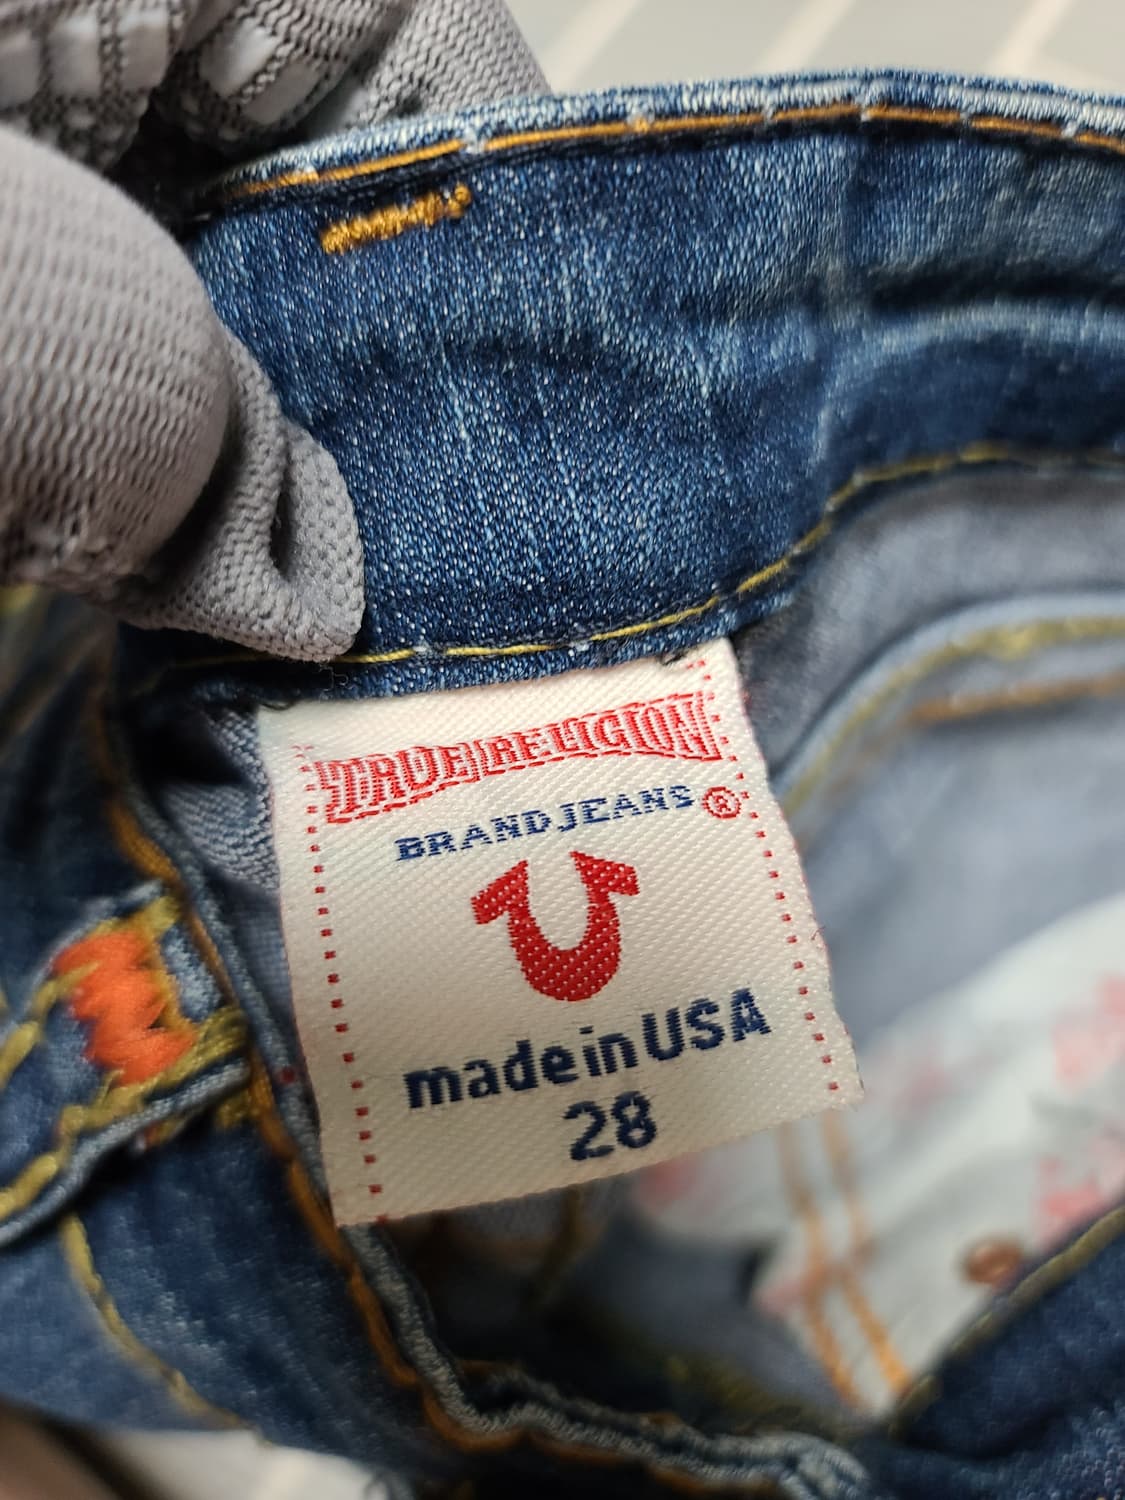 TRUE RELIGION
BRAND JEANS ®
made in USA
28